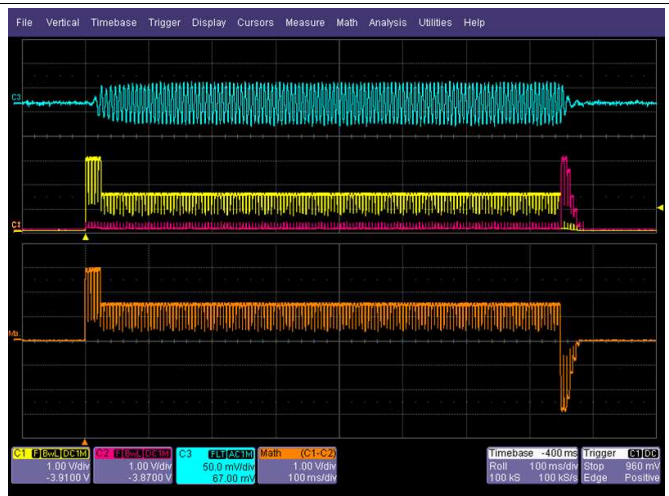 File Vertical Timebase Trigger Display Cursors Measure Math Analysis Utilities Help
C3
C1
Ma
C1 F BwL DC1M
1.00 V/div
-3.9100 V
C2 F BwL DC1M
1.00 V/div
-3.8700 V
C3 FLT AC1M
50.0 mV/div
67.00 mV
Math (C1-C2)
1.00 V/div
100 ms/div
Timebase -400 ms
Roll 100 ms/div
100 kS 100 kS/s
Trigger C1 DC
Stop 960 mV
Edge Positive